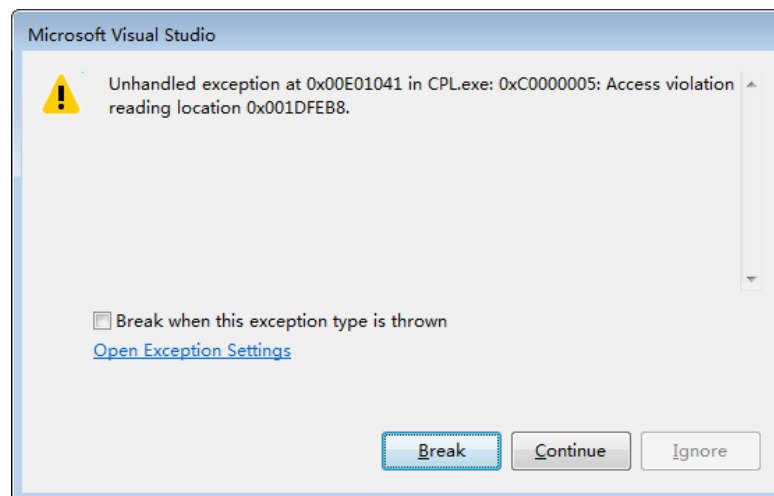 Microsoft Visual Studio
Unhandled exception at 0x00E01041 in CPL.exe: 0xC0000005: Access violation
reading location 0x001DFEB8.
Break when this exception type is thrown
Open Exception Settings
Break Continue Ignore